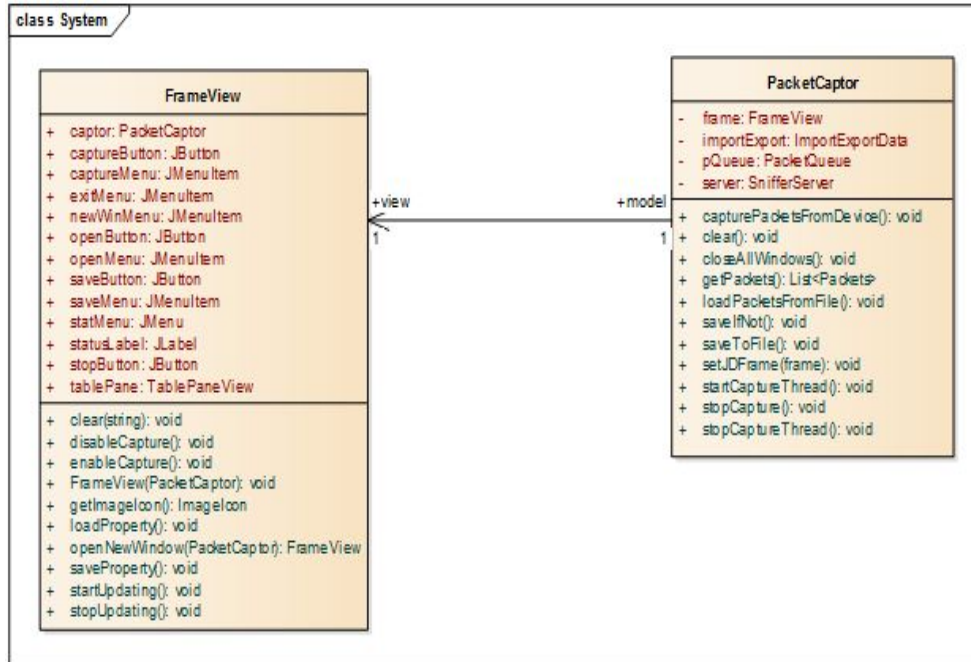 class System
FrameView
+ captor: PacketCaptor
+ captureButton: JButton
+ captureMenu: JMenuItem
+ exitMenu: JMenuItem
+ newWinMenu: JMenuItem
+ openButton: JButton
+ openMenu: JMenuItem
+ saveButton: JButton
+ saveMenu: JMenuItem
+ statMenu: JMenu
+ statusLabel: JLabel
+ stopButton: JButton
+ tablePane: TablePaneView
+ clear(string): void
+ disableCapture(): void
+ enableCapture(): void
+ FrameView(PacketCaptor): void
+ getImageIcon(): ImageIcon
+ loadProperty(): void
+ openNewWindow(PacketCaptor): FrameView
+ saveProperty(): void
+ startUpdating(): void
+ stopUpdating(): void
+view
1
+model
1
PacketCaptor
- frame: FrameView
- importExport: ImportExportData
- pQueue: PacketQueue
- server: SnifferServer
+ capturePacketsFromDevice(): void
+ clear(): void
+ closeAllWindows(): void
+ getPackets(): List<Packets>
+ loadPacketsFromFile(): void
+ saveIfNot(): void
+ saveToFile(): void
+ setJDFrame(frame): void
+ startCaptureThread(): void
+ stopCapture(): void
+ stopCaptureThread(): void